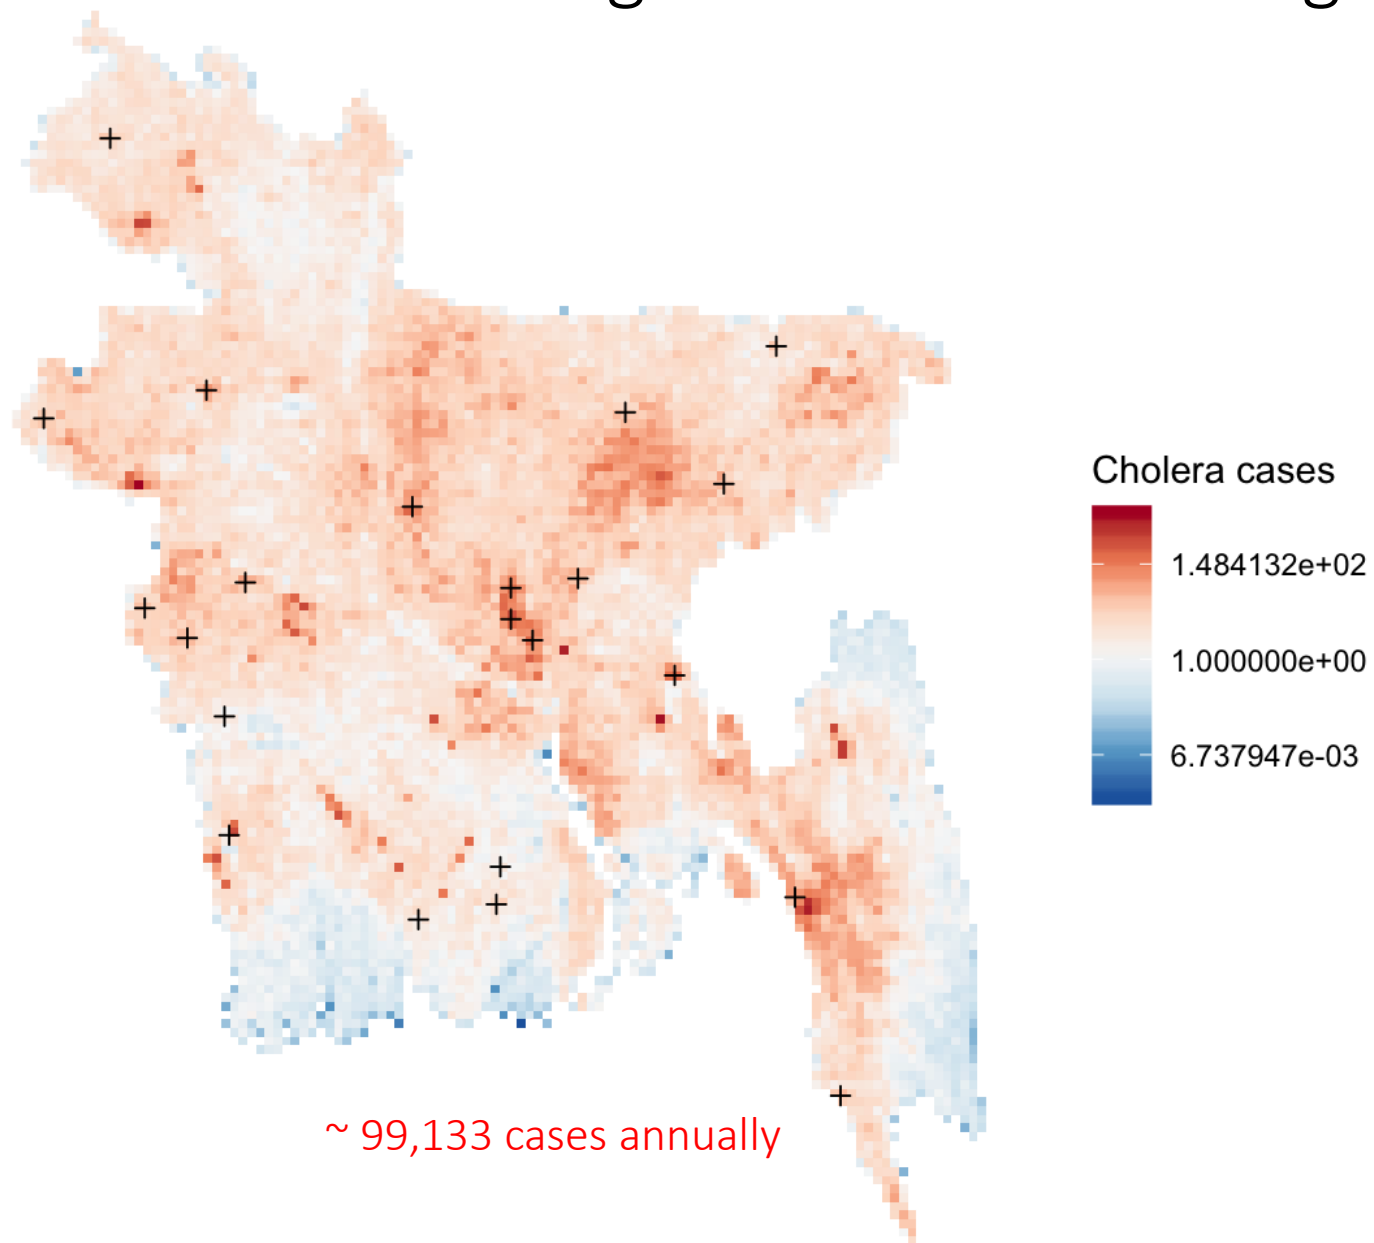 Cholera cases
1.484132e+02
1.000000e+00
6.737947e-03
~ 99,133 cases annually